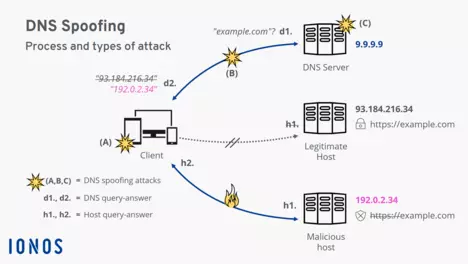 DNS Spoofing
Process and types of attack
"example.com"? d1.
(C)
9.9.9.9
DNS Server
(B)
"93.184.216.34" d2.
"192.0.2.34"
(A)
Client
h1.
93.184.216.34
https://example.com
Legitimate
Host
h2.
(A,B,C) = DNS spoofing attacks
d1., d2. = DNS query-answer
h1., h2. = Host query-answer
h1.
192.0.2.34
https://example.com
Malicious
host
IONOS